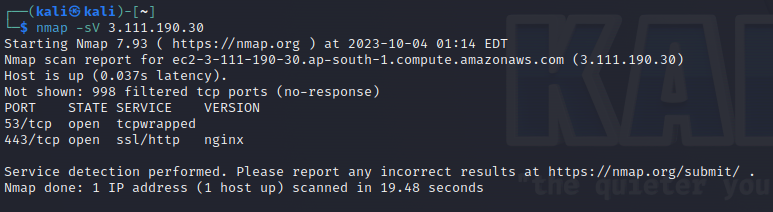 ┌──(kali㉿kali)-[~]
└─$ nmap -sV 3.111.190.30
Starting Nmap 7.93 ( https://nmap.org ) at 2023-10-04 01:14 EDT
Nmap scan report for ec2-3-111-190-30.ap-south-1.compute.amazonaws.com (3.111.190.30)
Host is up (0.037s latency).
Not shown: 998 filtered tcp ports (no-response)
PORT    STATE SERVICE    VERSION
53/tcp  open  tcpwrapped
443/tcp open  ssl/http   nginx
Service detection performed. Please report any incorrect results at https://nmap.org/submit/ .
Nmap done: 1 IP address (1 host up) scanned in 19.48 seconds
KA
"the quieter you